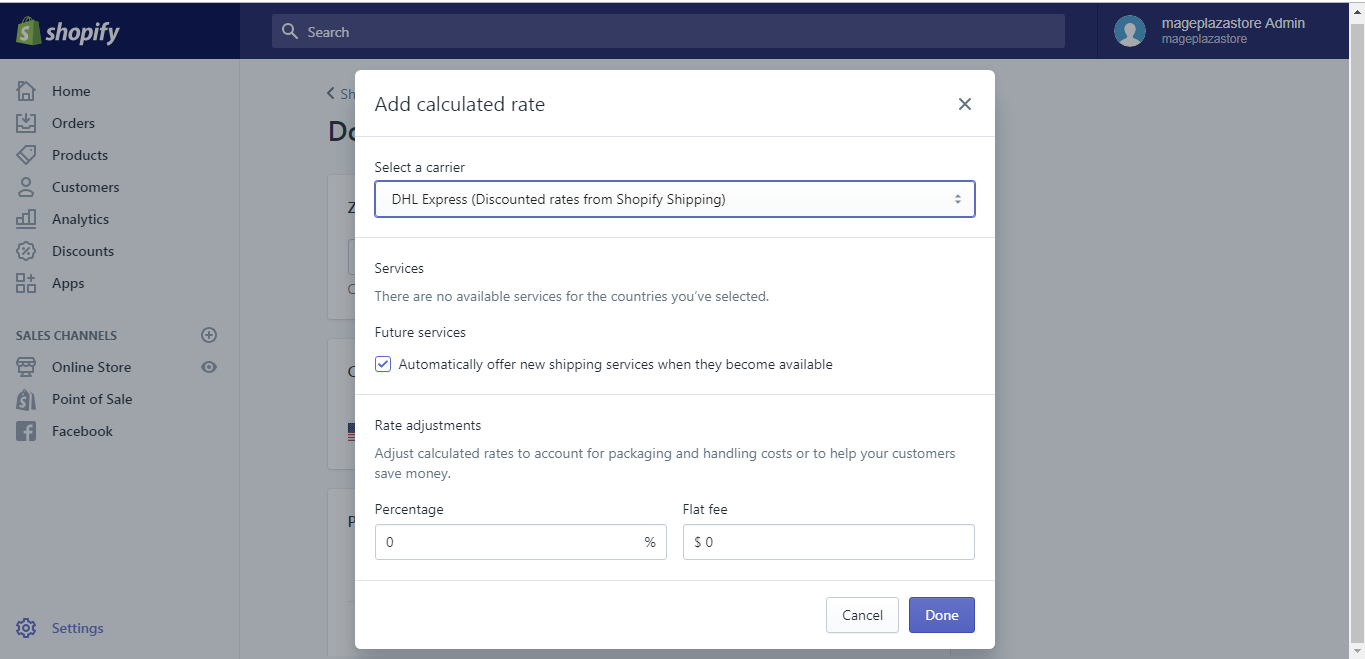 shopify
Search
mageplazastore Admin
mageplazastore
Home
Orders
Products
Customers
Analytics
Discounts
Apps
SALES CHANNELS
Online Store
Point of Sale
Facebook
Settings
Add calculated rate
Select a carrier
DHL Express (Discounted rates from Shopify Shipping)
Services
There are no available services for the countries you’ve selected.
Future services
Automatically offer new shipping services when they become available
Rate adjustments
Adjust calculated rates to account for packaging and handling costs or to help your customers
save money.
Percentage Flat fee
0 % $ 0
Cancel Done